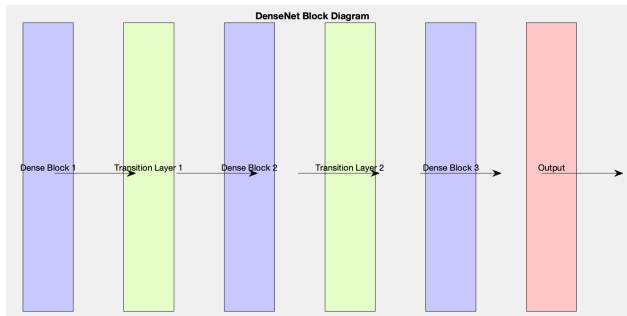 DenseNet Block Diagram
Dense Block 1
Transition Layer 1
Dense Block 2
Transition Layer 2
Dense Block 3
Output